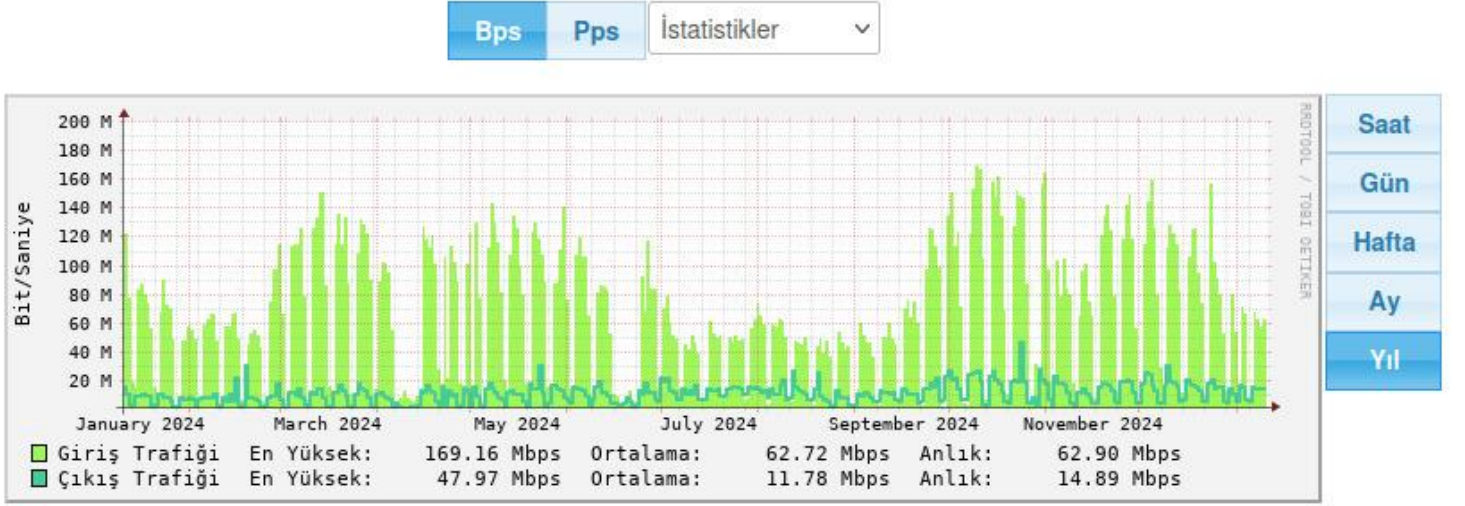 Bps Pps İstatistikler
Saat
Gün
Hafta
Ay
Yıl
Bit/Saniye
200 M
180 M
160 M
140 M
120 M
100 M
80 M
60 M
40 M
20 M
January 2024 March 2024 May 2024 July 2024 September 2024 November 2024
Giriş Trafiği En Yüksek: 169.16 Mbps Ortalama: 62.72 Mbps Anlık: 62.90 Mbps
Çıkış Trafiği En Yüksek: 47.97 Mbps Ortalama: 11.78 Mbps Anlık: 14.89 Mbps
RRDTOOL / TOBI OETIKER